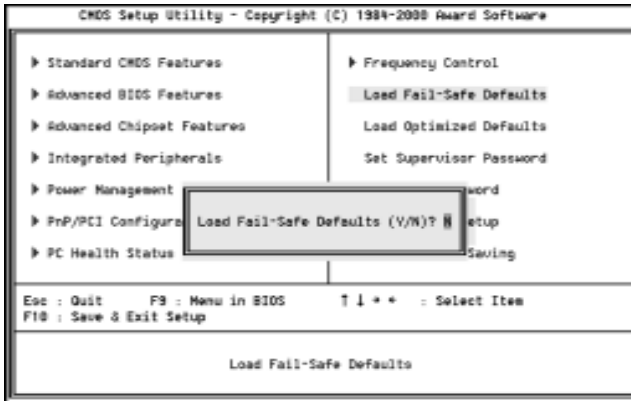 CMOS Setup Utility - Copyright (C) 1984-2000 Award Software
Standard CMOS Features
Advanced BIOS Features
Advanced Chipset Features
Integrated Peripherals
Power Management
PnP/PCI Configura
PC Health Status
Frequency Control
Load Fail-Safe Defaults
Load Optimized Defaults
Set Supervisor Password
word
etup
Saving
Load Fail-Safe Defaults (Y/N)? N
Esc : Quit F9 : Menu in BIOS ↑ ↓ → ← : Select Item
F10 : Save & Exit Setup
Load Fail-Safe Defaults